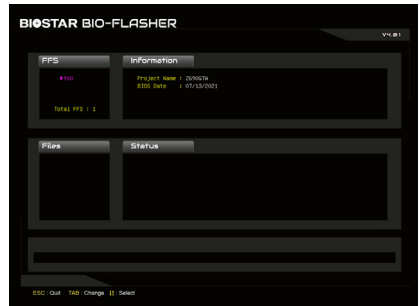 BIOSTAR BIO-FLASHER
V4.01
FFS
Information
Project Name : Z690GTA
BIOS Date : 07/13/2021
Total FFS : 1
Files
Status
ESC : Quit TAB : Change : Select